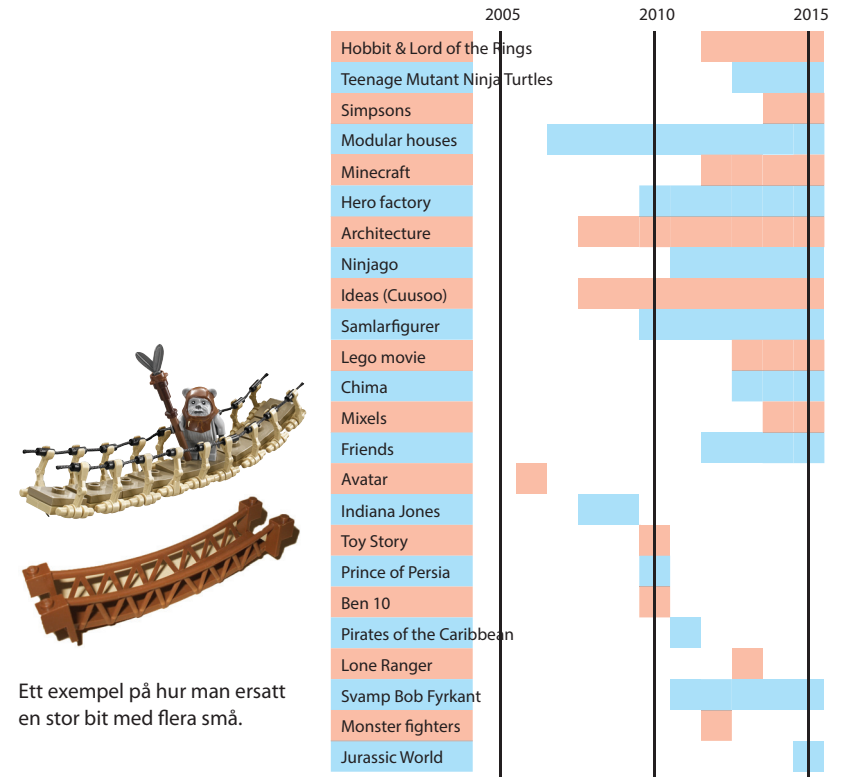 2005 2010 2015
Hobbit & Lord of the Rings
Teenage Mutant Ninja Turtles
Simpsons
Modular houses
Minecraft
Hero factory
Architecture
Ninjago
Ideas (Cuusoo)
Samlarfigurer
Lego movie
Chima
Mixels
Friends
Avatar
Indiana Jones
Toy Story
Prince of Persia
Ben 10
Pirates of the Caribbean
Lone Ranger
Svamp Bob Fyrkant
Monster fighters
Jurassic World
Ett exempel på hur man ersatt
en stor bit med flera små.